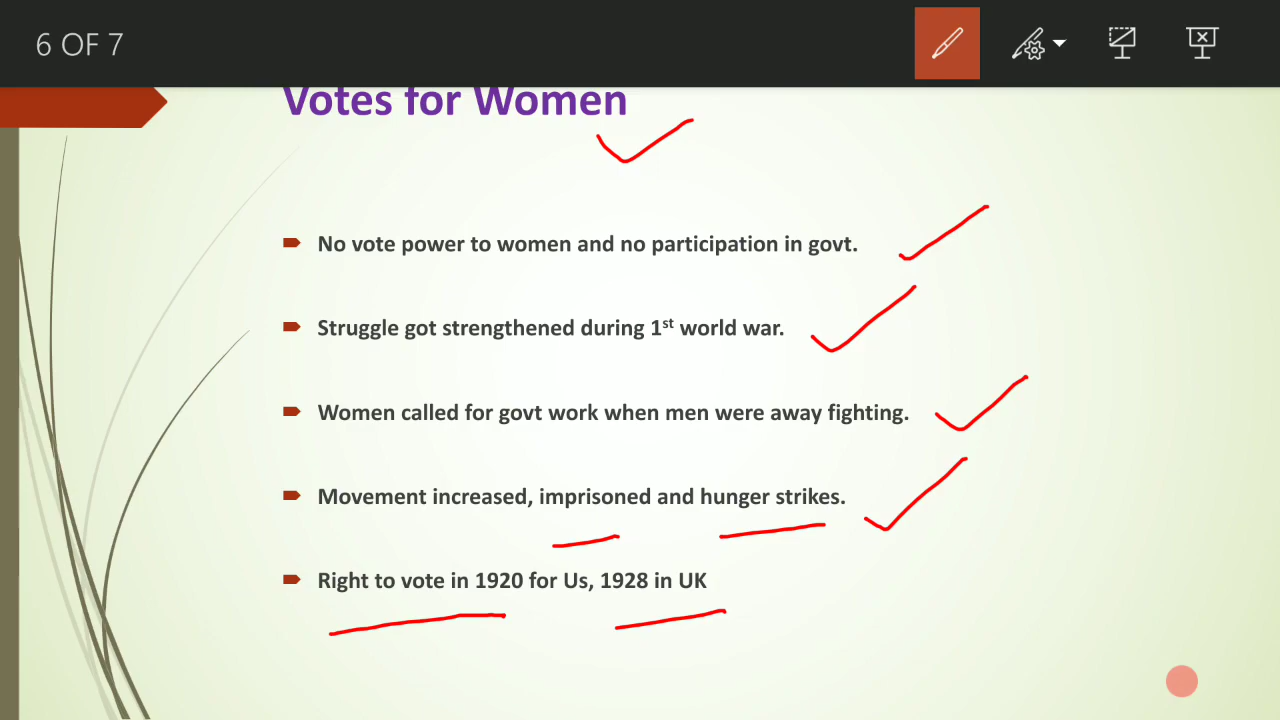 6 OF 7
Votes for Women
No vote power to women and no participation in govt.
Struggle got strengthened during 1st world war.
Women called for govt work when men were away fighting.
Movement increased, imprisoned and hunger strikes.
Right to vote in 1920 for Us, 1928 in UK